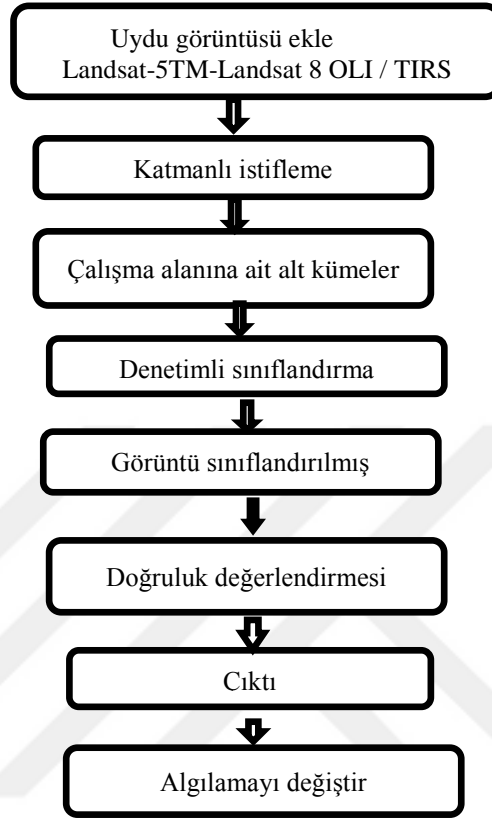 Uydu görüntüsü ekle
Landsat-5TM-Landsat 8 OLI / TIRS
Katmanlı istifleme
Çalışma alanına ait alt kümeler
Denetimli sınıflandırma
Görüntü sınıflandırılmış
Doğruluk değerlendirmesi
Cıktı
Algılamayı değiştir